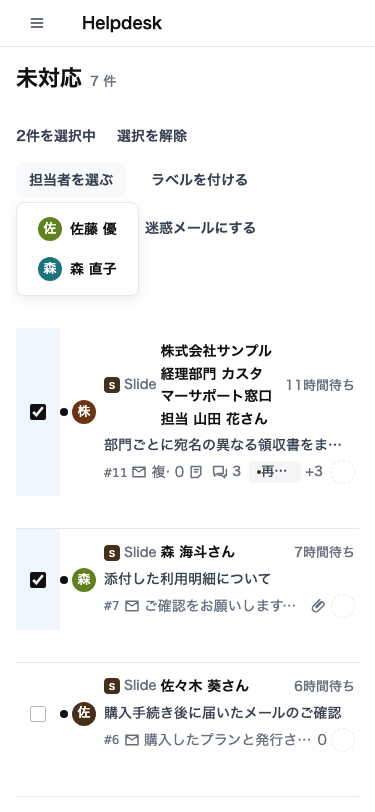 Helpdesk
未対応 7 件
2件を選択中 選択を解除
担当者を選ぶ ラベルを付ける
佐 佐藤 優
迷惑メールにする
森 森 直子
株
S Slide 株式会社サンプル
経理部門 カスタ
マーサポート窓口
担当 山田 花さん
11時間待ち
部門ごとに宛名の異なる領収書をま…
#11 複· 0 3 •再… +3
森
S Slide 森 海斗さん 7時間待ち
添付した利用明細について
#7 ご確認をお願いします…
佐
S Slide 佐々木 葵さん 6時間待ち
購入手続き後に届いたメールのご確認
#6 購入したプランと発行さ… 0